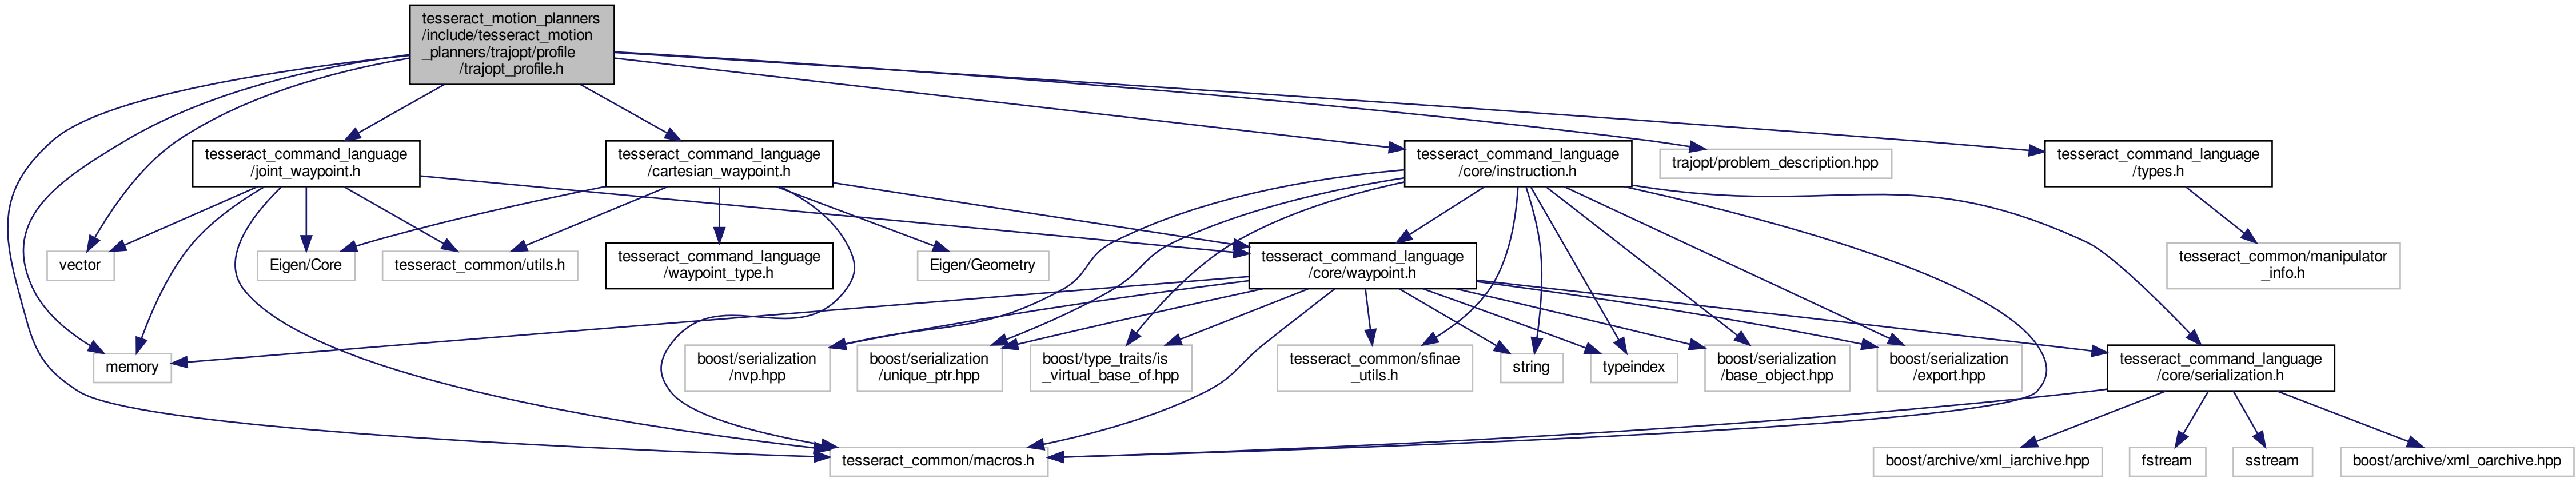 tesseract_motion_planners
/include/tesseract_motion
_planners/trajopt/profile
/trajopt_profile.h
tesseract_command_language
/joint_waypoint.h
tesseract_command_language
/cartesian_waypoint.h
tesseract_command_language
/core/instruction.h
trajopt/problem_description.hpp
tesseract_command_language
/types.h
vector
Eigen/Core
tesseract_common/utils.h
tesseract_command_language
/waypoint_type.h
Eigen/Geometry
tesseract_command_language
/core/waypoint.h
tesseract_common/manipulator
_info.h
memory
boost/serialization
/nvp.hpp
boost/serialization
/unique_ptr.hpp
boost/type_traits/is
_virtual_base_of.hpp
tesseract_common/sfinae
_utils.h
string
typeindex
boost/serialization
/base_object.hpp
boost/serialization
/export.hpp
tesseract_command_language
/core/serialization.h
tesseract_common/macros.h
boost/archive/xml_iarchive.hpp
fstream
sstream
boost/archive/xml_oarchive.hpp